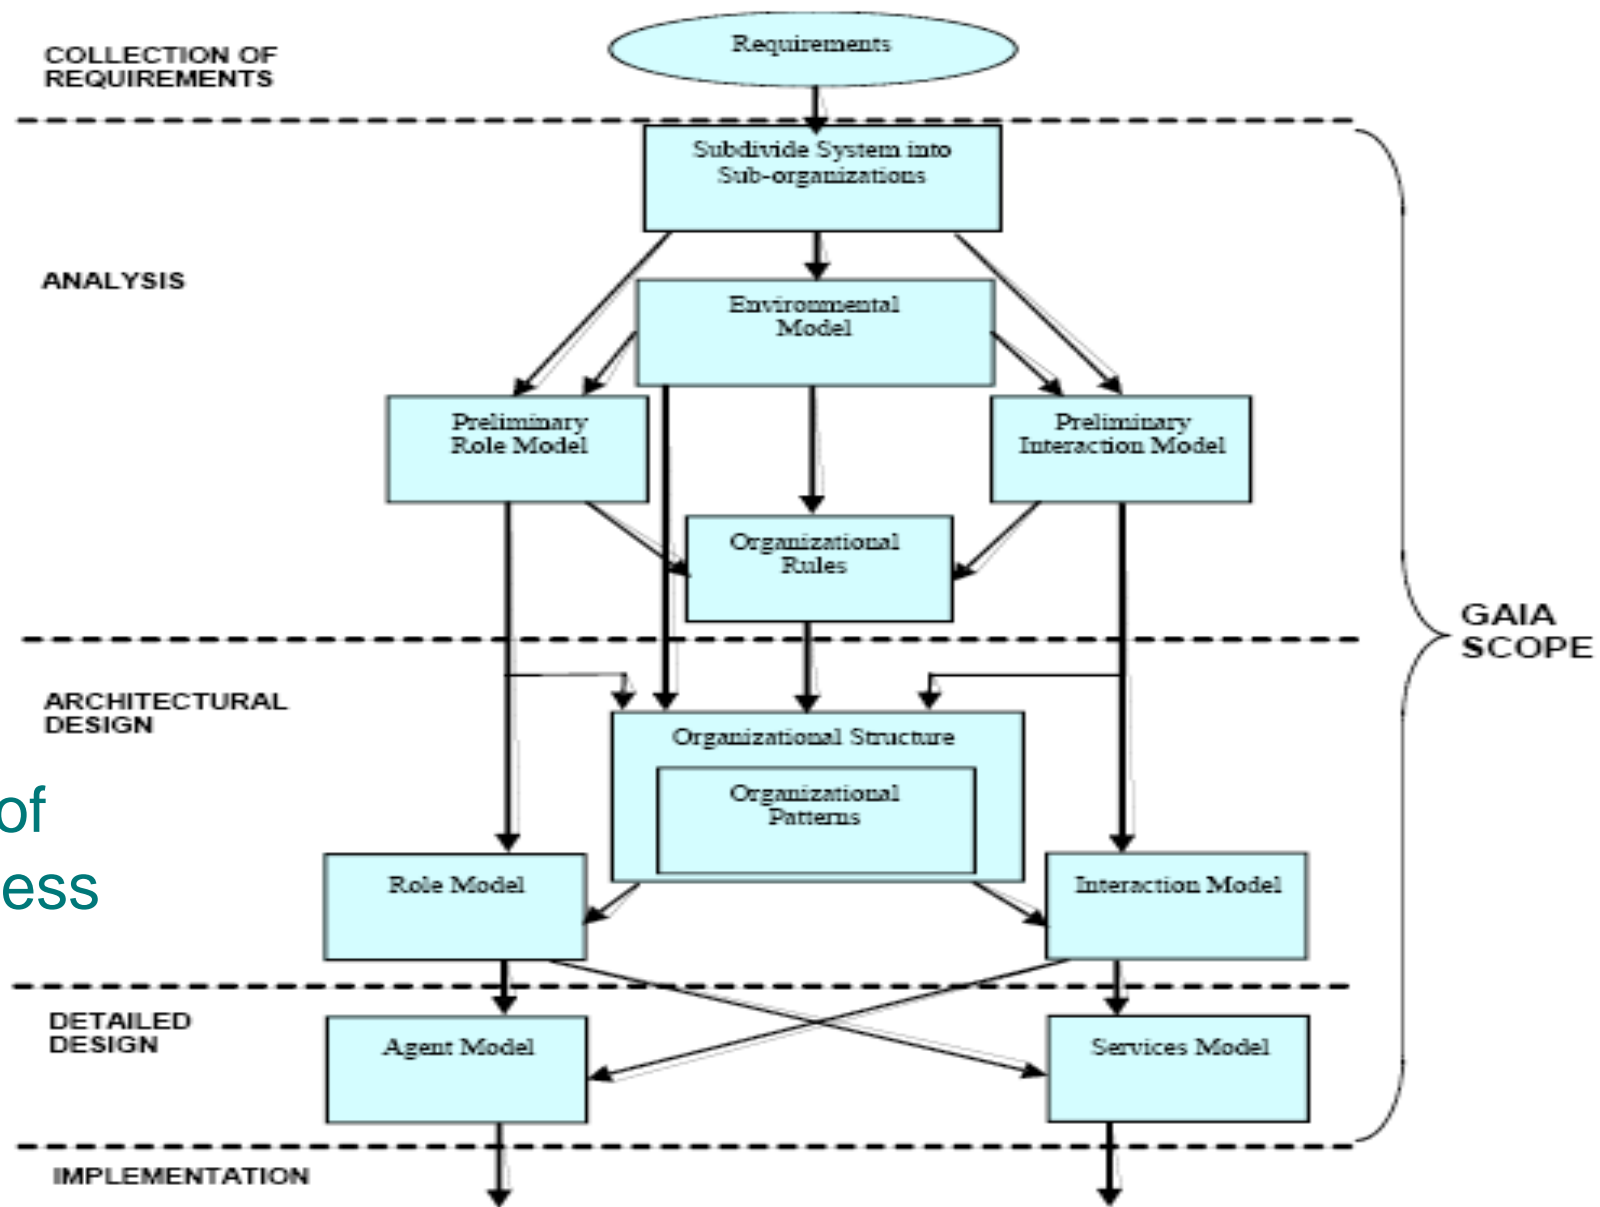 COLLECTION OF
REQUIREMENTS
Requirements
Subdivide System into
Sub-organizations
ANALYSIS
Environmental
Model
Preliminary
Role Model
Preliminary
Interaction Model
Organizational
Rules
GAIA
SCOPE
ARCHITECTURAL
DESIGN
Organizational Structure
Organizational
Patterns
of
ess
Role Model
Interaction Model
DETAILED
DESIGN
Agent Model
Services Model
IMPLEMENTATION